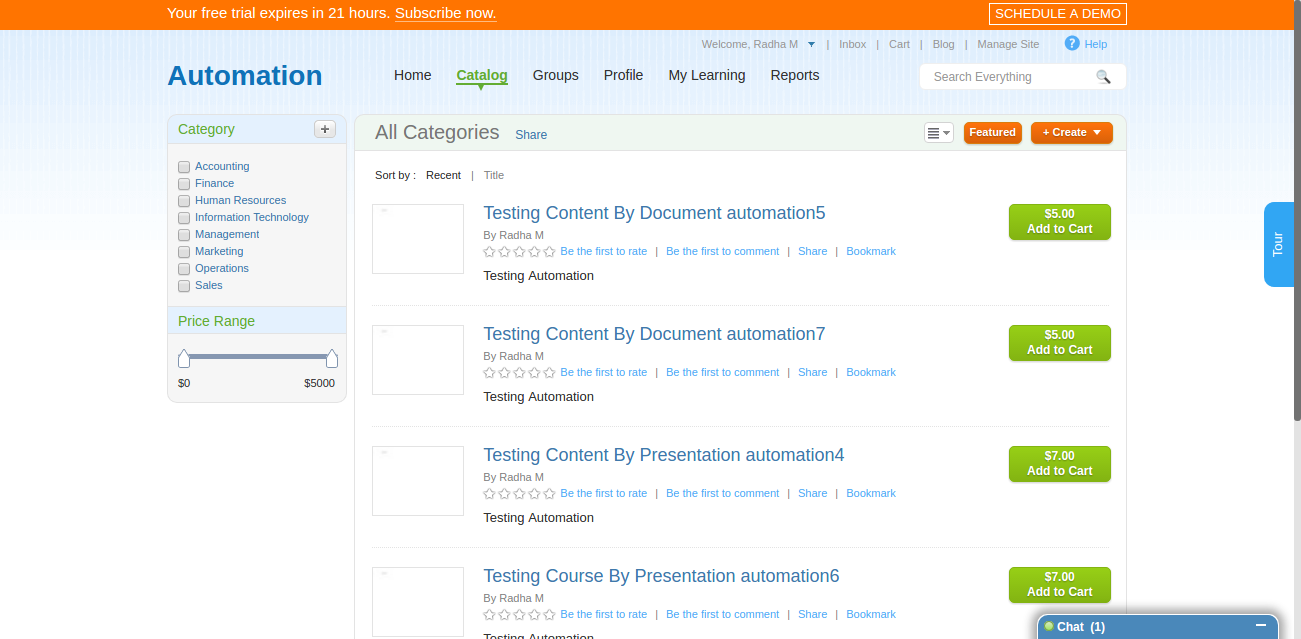 Your free trial expires in 21 hours. Subscribe now.
SCHEDULE A DEMO
Welcome, Radha M | Inbox | Cart | Blog | Manage Site ? Help
Automation
Home Catalog Groups Profile My Learning Reports
Search Everything
Category +
Accounting
Finance
Human Resources
Information Technology
Management
Marketing
Operations
Sales
Price Range
$0 $5000
All Categories Share
Featured
+ Create
Sort by : Recent | Title
Testing Content By Document automation5
By Radha M
Be the first to rate | Be the first to comment | Share | Bookmark
Testing Automation
$5.00
Add to Cart
Testing Content By Document automation7
By Radha M
Be the first to rate | Be the first to comment | Share | Bookmark
Testing Automation
$5.00
Add to Cart
Testing Content By Presentation automation4
By Radha M
Be the first to rate | Be the first to comment | Share | Bookmark
Testing Automation
$7.00
Add to Cart
Testing Course By Presentation automation6
By Radha M
Be the first to rate | Be the first to comment | Share | Bookmark
Testing Automation
$7.00
Add to Cart
Tour
Chat (1)